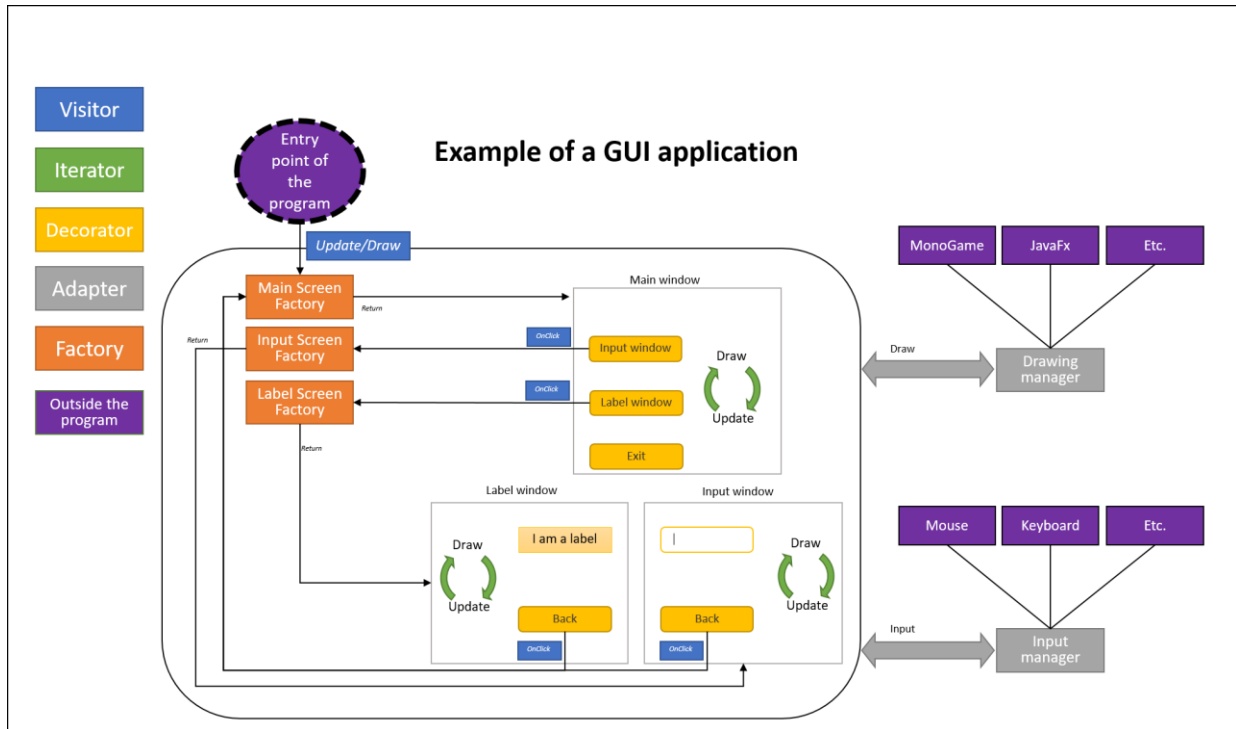 Visitor
Iterator
Decorator
Adapter
Factory
Outside the
program
Entry
point of
the
program
Example of a GUI application
Update/Draw
Main Screen
Factory
Return
Input Screen
Factory
Return
Label Screen
Factory
Return
Main window
OnClick
Input window
OnClick
Label window
Exit
Draw
Update
Label window
Draw
Update
I am a label
Back
OnClick
Input window
|
Draw
Update
Back
OnClick
MonoGame
JavaFx
Etc.
Draw
Drawing
manager
Mouse
Keyboard
Etc.
Input
Input
manager